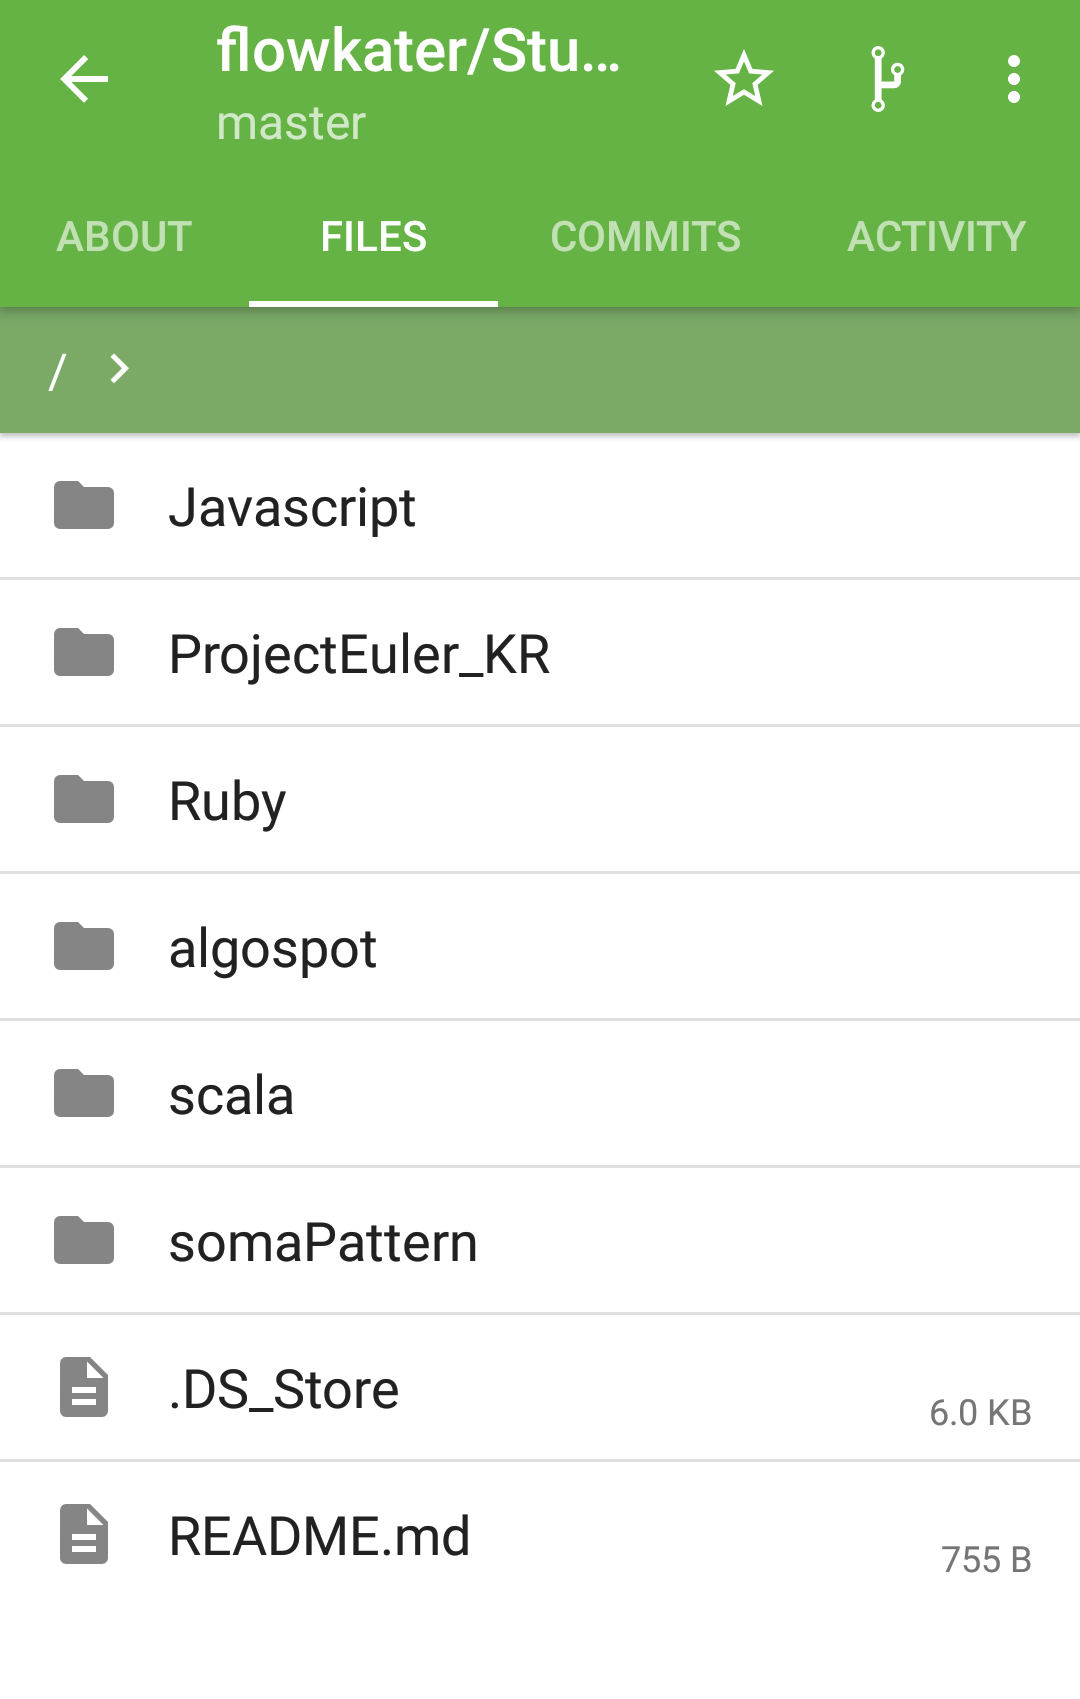 flowkater/Stu...
master
ABOUT FILES COMMITS ACTIVITY
/ >
Javascript
ProjectEuler_KR
Ruby
algospot
scala
somaPattern
.DS_Store
6.0 KB
README.md
755 B